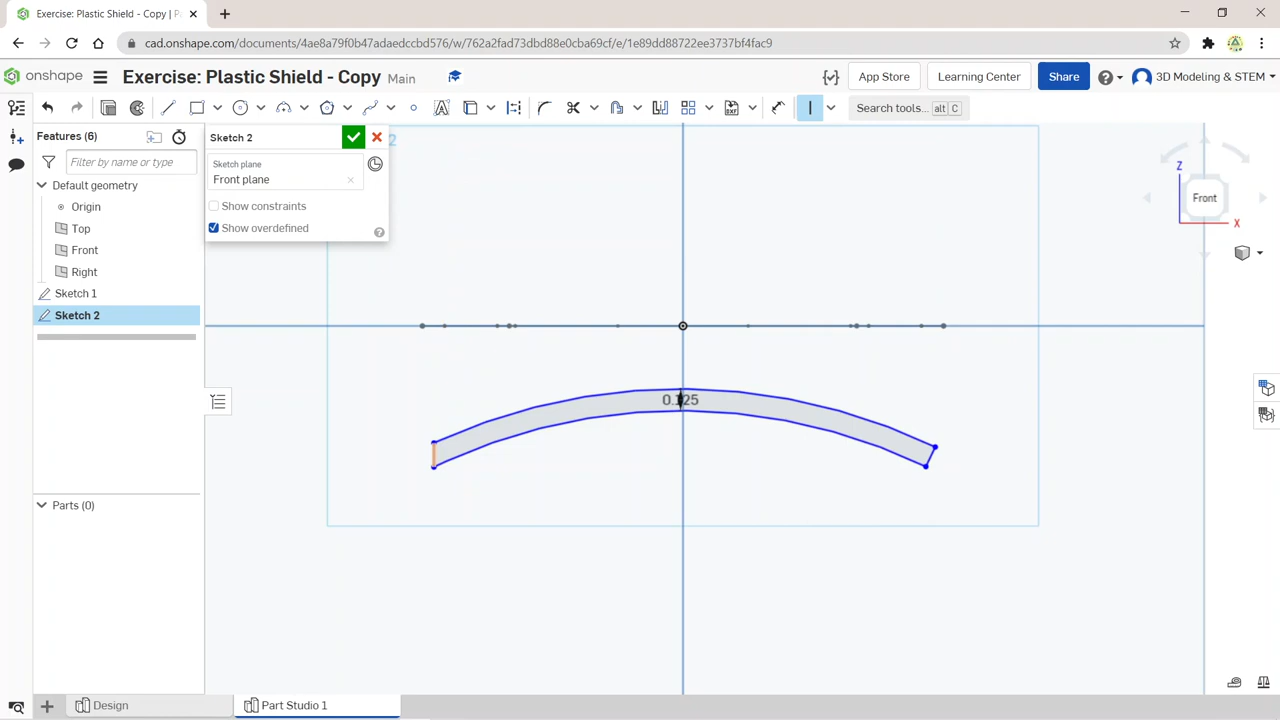 Exercise: Plastic Shield - Copy | P
cad.onshape.com/documents/4ae8a79f0b47adaedccbd576/w/762a2fad73dbd88e0cba69cf/e/1e89dd88722ee3737bf4fac9
onshape
Exercise: Plastic Shield - Copy Main
App Store
Learning Center
Share
3D Modeling & STEM
Search tools... alt C
Features (6)
Filter by name or type
Default geometry
Origin
Top
Front
Right
Sketch 1
Sketch 2
Parts (0)
Sketch 2
Sketch plane
Front plane
Show constraints
Show overdefined
2
Z
Front
X
0.125
Design
Part Studio 1